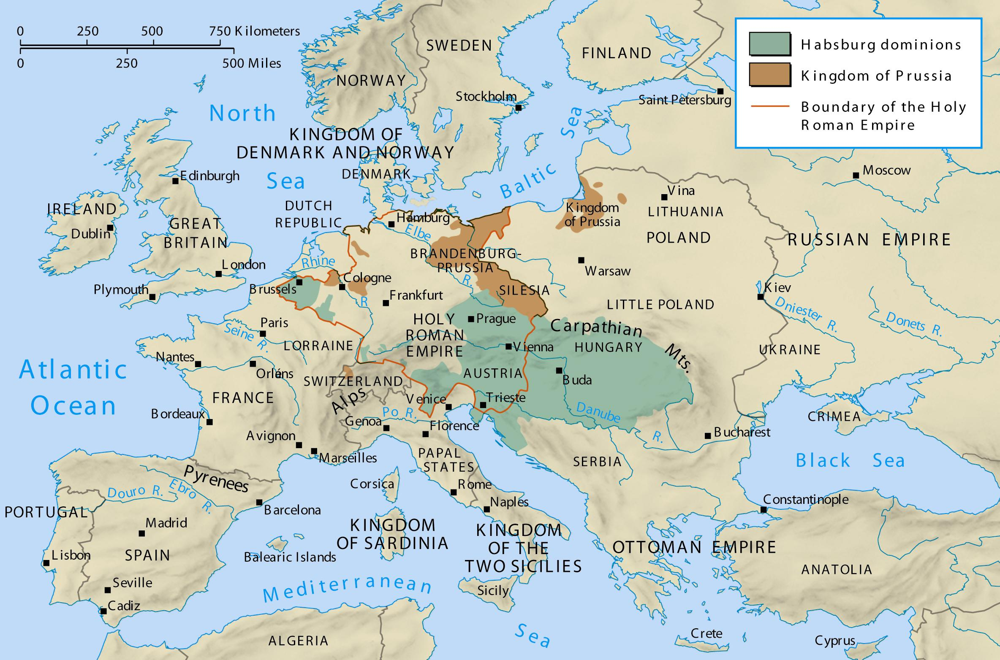 0 250 500 750 Kilometers
0 250 500 Miles
Habsburg dominions
Kingdom of Prussia
Boundary of the Holy
Roman Empire
SWEDEN
FINLAND
NORWAY
Stockholm
Saint Petersburg
North
Sea
Baltic
Sea
KINGDOM OF
DENMARK AND NORWAY
DENMARK
Moscow
Edinburgh
IRELAND
Dublin
GREAT
BRITAIN
London
Plymouth
DUTCH
REPUBLIC
Hamburg
Elbe
R.
Kingdom
of Prussia
Vina
LITHUANIA
POLAND
RUSSIAN EMPIRE
BRANDENBURG-
PRUSSIA
Warsaw
Rhine
R
Cologne
Brussels
Frankfurt
SILESIA
LITTLE POLAND
Kiev
Dniester R.
Donets R.
Paris
Seine R.
HOLY
ROMAN
EMPIRE
Prague
Carpathian
Mts.
LORRAINE
Vienna
HUNGARY
UKRAINE
Nantes
Orláns
Atlantic
Ocean
SWITZERLAND
AUSTRIA
Buda
FRANCE
Alps
Venice
Trieste
Bordeaux
Po R.
Danube
R.
CRIMEA
Genoa
Florence
Avignon
Bucharest
Marseilles
PAPAL
STATES
SERBIA
Black Sea
Pyrenees
Corsica
Rome
Douro R.
Ebro R.
PORTUGAL
Barcelona
Naples
Constantinople
Madrid
KINGDOM
OF SARDINIA
KINGDOM
OF THE
TWO SICILIES
OTTOMAN EMPIRE
Lisbon
SPAIN
Balearic Islands
ANATOLIA
Seville
Mediterranean
Sea
Sicily
Cadiz
ALGERIA
Crete
Cyprus